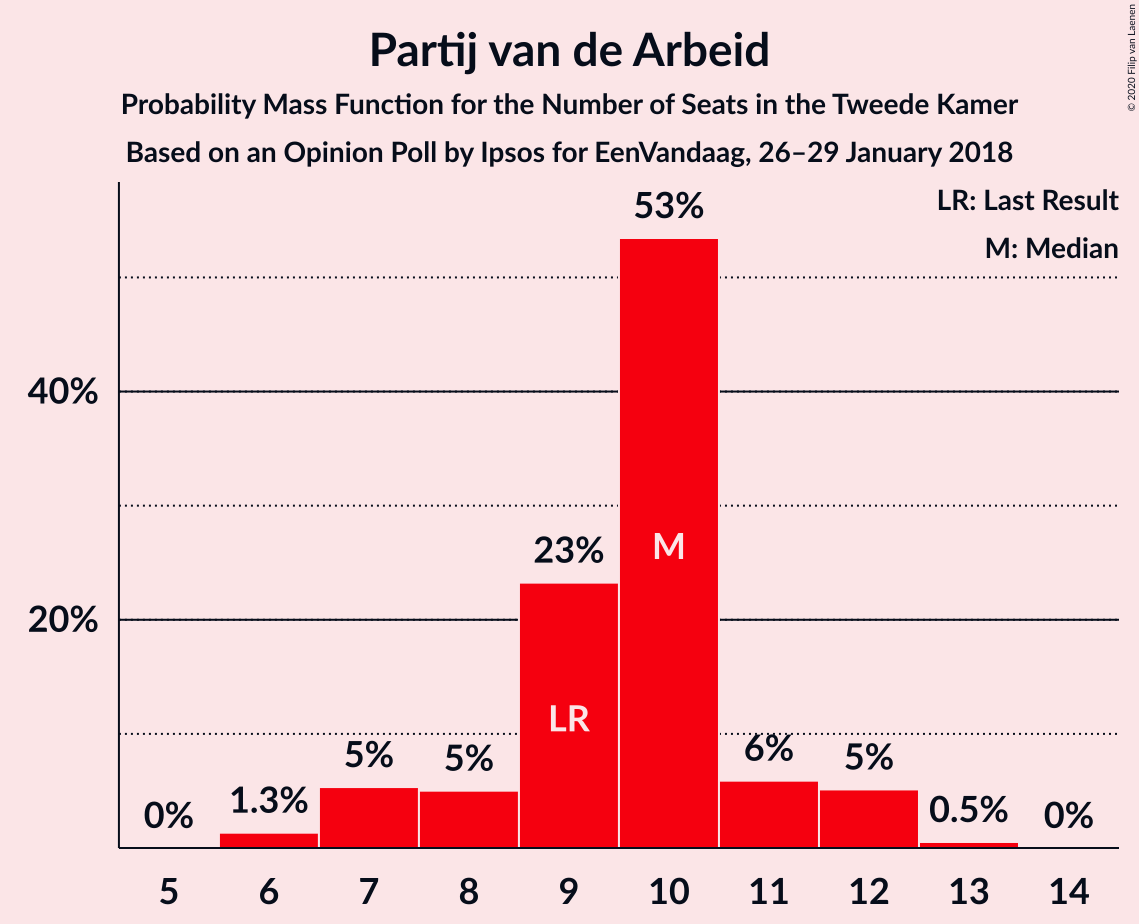 Partij van de Arbeid
Probability Mass Function for the Number of Seats in the Tweede Kamer
Based on an Opinion Poll by Ipsos for EenVandaag, 26–29 January 2018
© 2020 Filip van Laenen
LR: Last Result
M: Median
53%
40%
M
23%
20%
LR
5%
5%
6%
5%
0%
1.3%
0.5%
0%
5 6 7 8 9 10 11 12 13 14